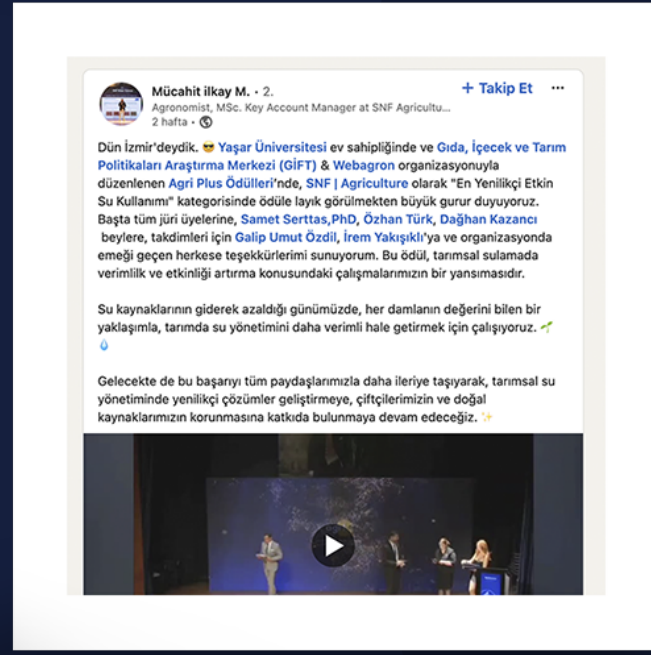 Mücahit ilkay M. · 2.
+ Takip Et ...
Agronomist, MSc. Key Account Manager at SNF Agricultu...
2 hafta ·
Dün İzmir'deydik. 😎 Yaşar Üniversitesi ev sahipliğinde ve Gıda, İçecek ve Tarım
Politikaları Araştırma Merkezi (GİFT) & Webagron organizasyonuyla
düzenlenen Agri Plus Ödülleri'nde, SNF | Agriculture olarak "En Yenilikçi Etkin
Su Kullanımı" kategorisinde ödüle layık görülmekten büyük gurur duyuyoruz.
Başta tüm jüri üyelerine, Samet Serttas,PhD, Özhan Türk, Dağhan Kazancı
beylere, takdimleri için Galip Umut Özdil, İrem Yakışıklı'ya ve organizasyonda
emeği geçen herkese teşekkürlerimi sunuyorum. Bu ödül, tarımsal sulamada
verimlilk ve etkinliği artırma konusundaki çalışmalarımızın bir yansımasıdır.
Su kaynaklarının giderek azaldığı günümüzde, her damlanın değerini bilen bir
yaklaşımla, tarımda su yönetimini daha verimli hale getirmek için çalışıyoruz. 🌱
💧
Gelecekte de bu başarıyı tüm paydaşlarımızla daha ileriye taşıyarak, tarımsal su
yönetiminde yenilikçi çözümler geliştirmeye, çiftçilerimizin ve doğal
kaynaklarımızın korunmasına katkıda bulunmaya devam edeceğiz. ✨